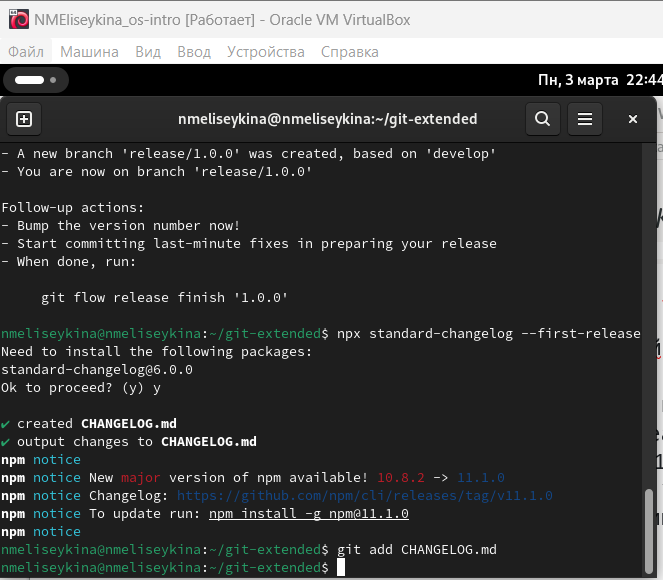 NMEliseykina_os-intro [Работает] - Oracle VM VirtualBox
Файл Машина Вид Ввод Устройства Справка
Пн, 3 марта 22:44
nmeliseykina@nmeliseykina:~/git-extended
- A new branch 'release/1.0.0' was created, based on 'develop'
- You are now on branch 'release/1.0.0'
Follow-up actions:
- Bump the version number now!
- Start committing last-minute fixes in preparing your release
- When done, run:
git flow release finish '1.0.0'
nmeliseykina@nmeliseykina:~/git-extended$ npx standard-changelog --first-release
Need to install the following packages:
standard-changelog@6.0.0
Ok to proceed? (y) y
✔ created CHANGELOG.md
✔ output changes to CHANGELOG.md
npm notice
npm notice New major version of npm available! 10.8.2 -> 11.1.0
npm notice Changelog: https://github.com/npm/cli/releases/tag/v11.1.0
npm notice To update run: npm install -g npm@11.1.0
npm notice
nmeliseykina@nmeliseykina:~/git-extended$ git add CHANGELOG.md
nmeliseykina@nmeliseykina:~/git-extended$